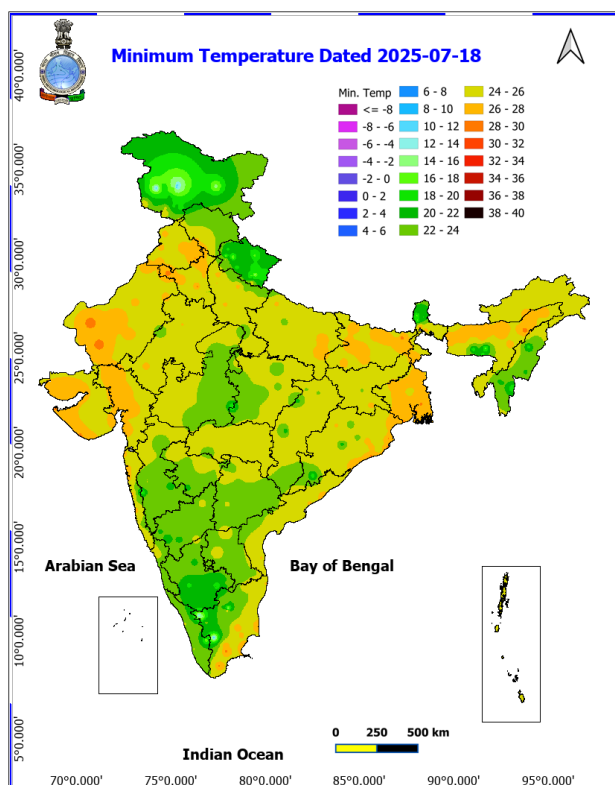 Minimum Temperature Dated 2025-07-18
Min. Temp
<= -8
-8 - -6
-6 - -4
-4 - -2
-2 - 0
0 - 2
2 - 4
4 - 6
6 - 8
8 - 10
10 - 12
12 - 14
14 - 16
16 - 18
18 - 20
20 - 22
22 - 24
24 - 26
26 - 28
28 - 30
30 - 32
32 - 34
34 - 36
36 - 38
38 - 40
40°0.000'
35°0.000'
30°0.000'
25°0.000'
20°0.000'
15°0.000'
10°0.000'
5°0.000'
Arabian Sea
Bay of Bengal
Indian Ocean
0 250 500 km
70°0.000' 75°0.000' 80°0.000' 85°0.000' 90°0.000' 95°0.000'